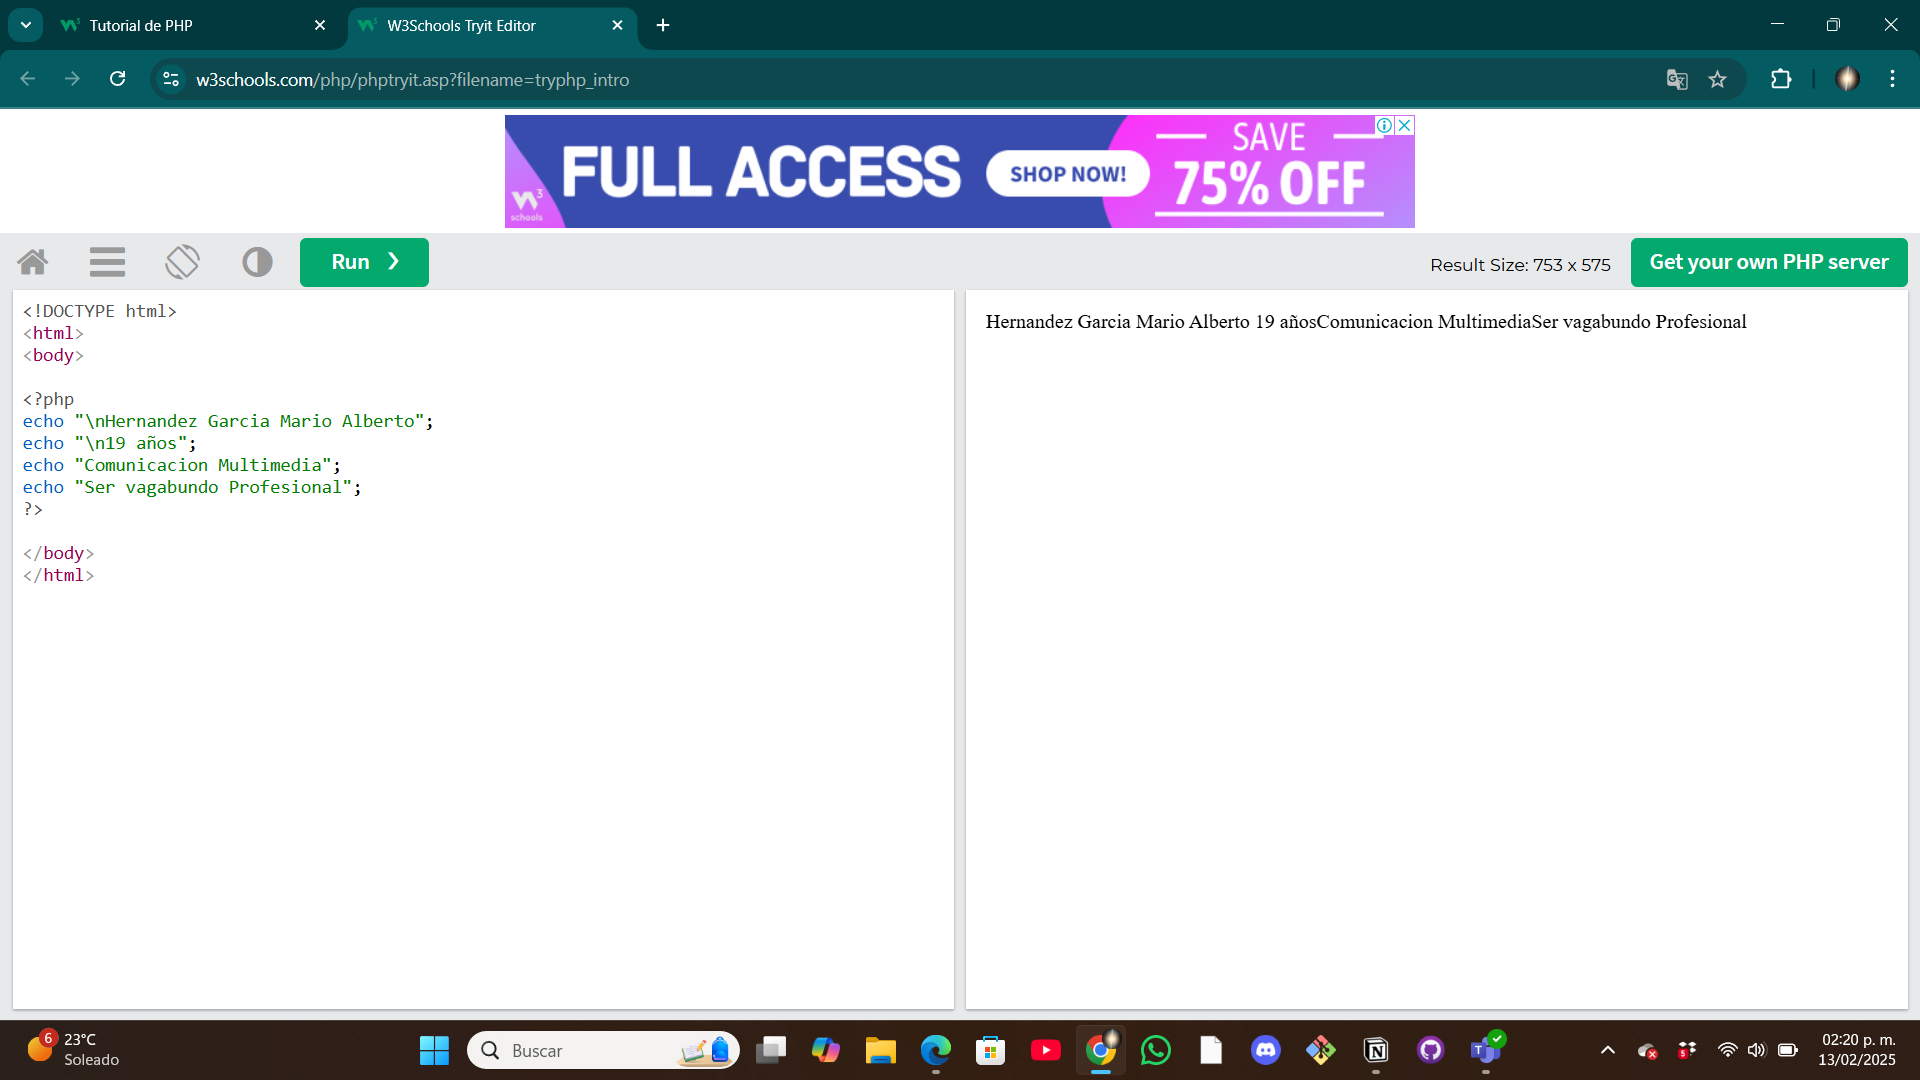 Tutorial de PHP
W3Schools Tryit Editor
w3schools.com/php/phptryit.asp?filename=tryphp_intro
W3 schools
FULL ACCESS
SHOP NOW!
SAVE
75% OFF
Run ❯
Result Size: 753 x 575
Get your own PHP server
<!DOCTYPE html>
<html>
<body>
<?php
echo "\nHernandez Garcia Mario Alberto";
echo "\n19 años";
echo "Comunicacion Multimedia";
echo "Ser vagabundo Profesional";
?>
</body>
</html>
Hernandez Garcia Mario Alberto 19 añosComunicacion MultimediaSer vagabundo Profesional
6
23°C
Soleado
Buscar
5
02:20 p. m.
13/02/2025